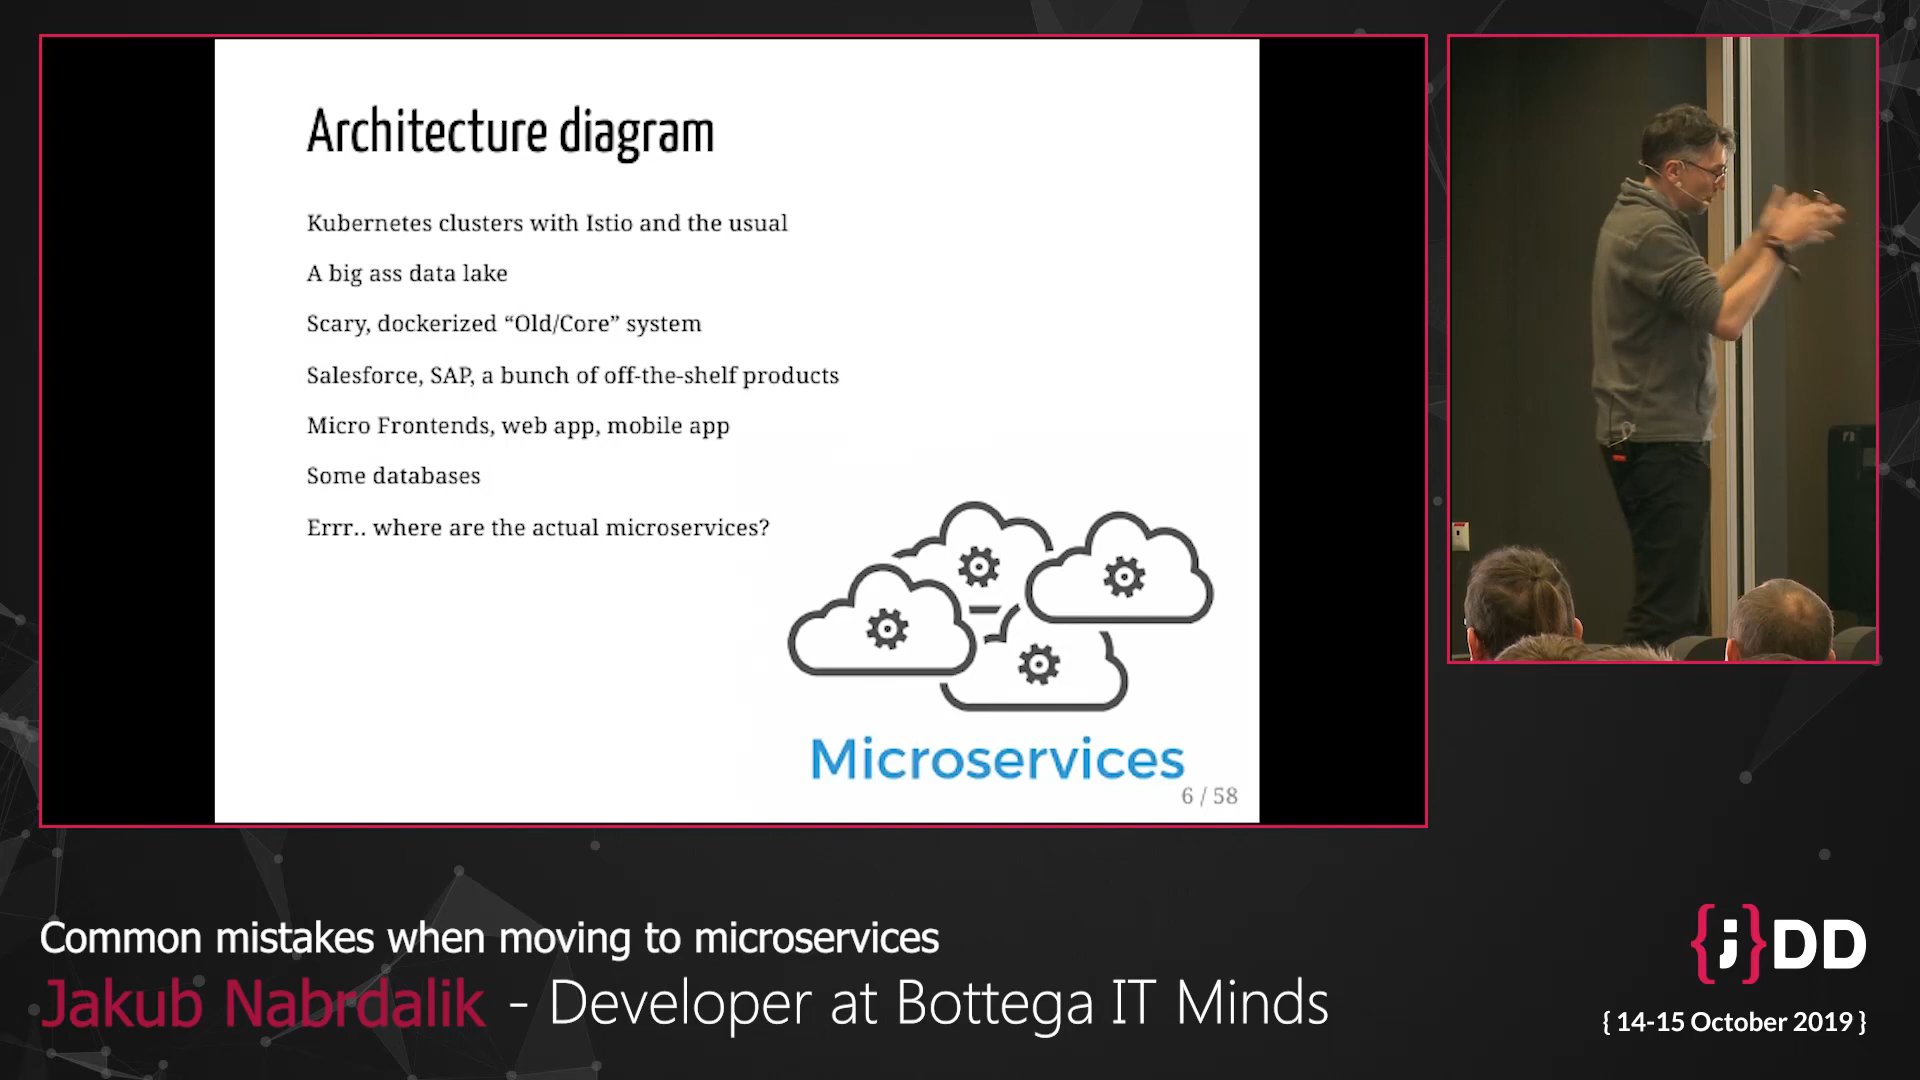 Architecture diagram
Kubernetes clusters with Istio and the usual
A big ass data lake
Scary, dockerized “Old/Core” system
Salesforce, SAP, a bunch of off-the-shelf products
Micro Frontends, web app, mobile app
Some databases
Errr.. where are the actual microservices?
Microservices
6 / 58
Common mistakes when moving to microservices
Jakub Nabrdalik - Developer at Bottega IT Minds
{;}DD
{ 14-15 October 2019 }